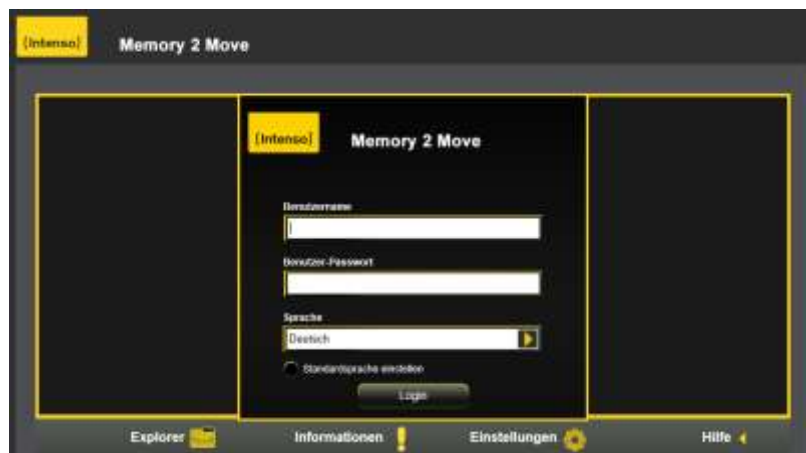 (Intenso) Memory 2 Move
(Intenso) Memory 2 Move
Benutzername
Benutzer-Passwort
Sprache
Deutsch
Standardsprache einstellen
Login
Explorer Informationen Einstellungen Hilfe